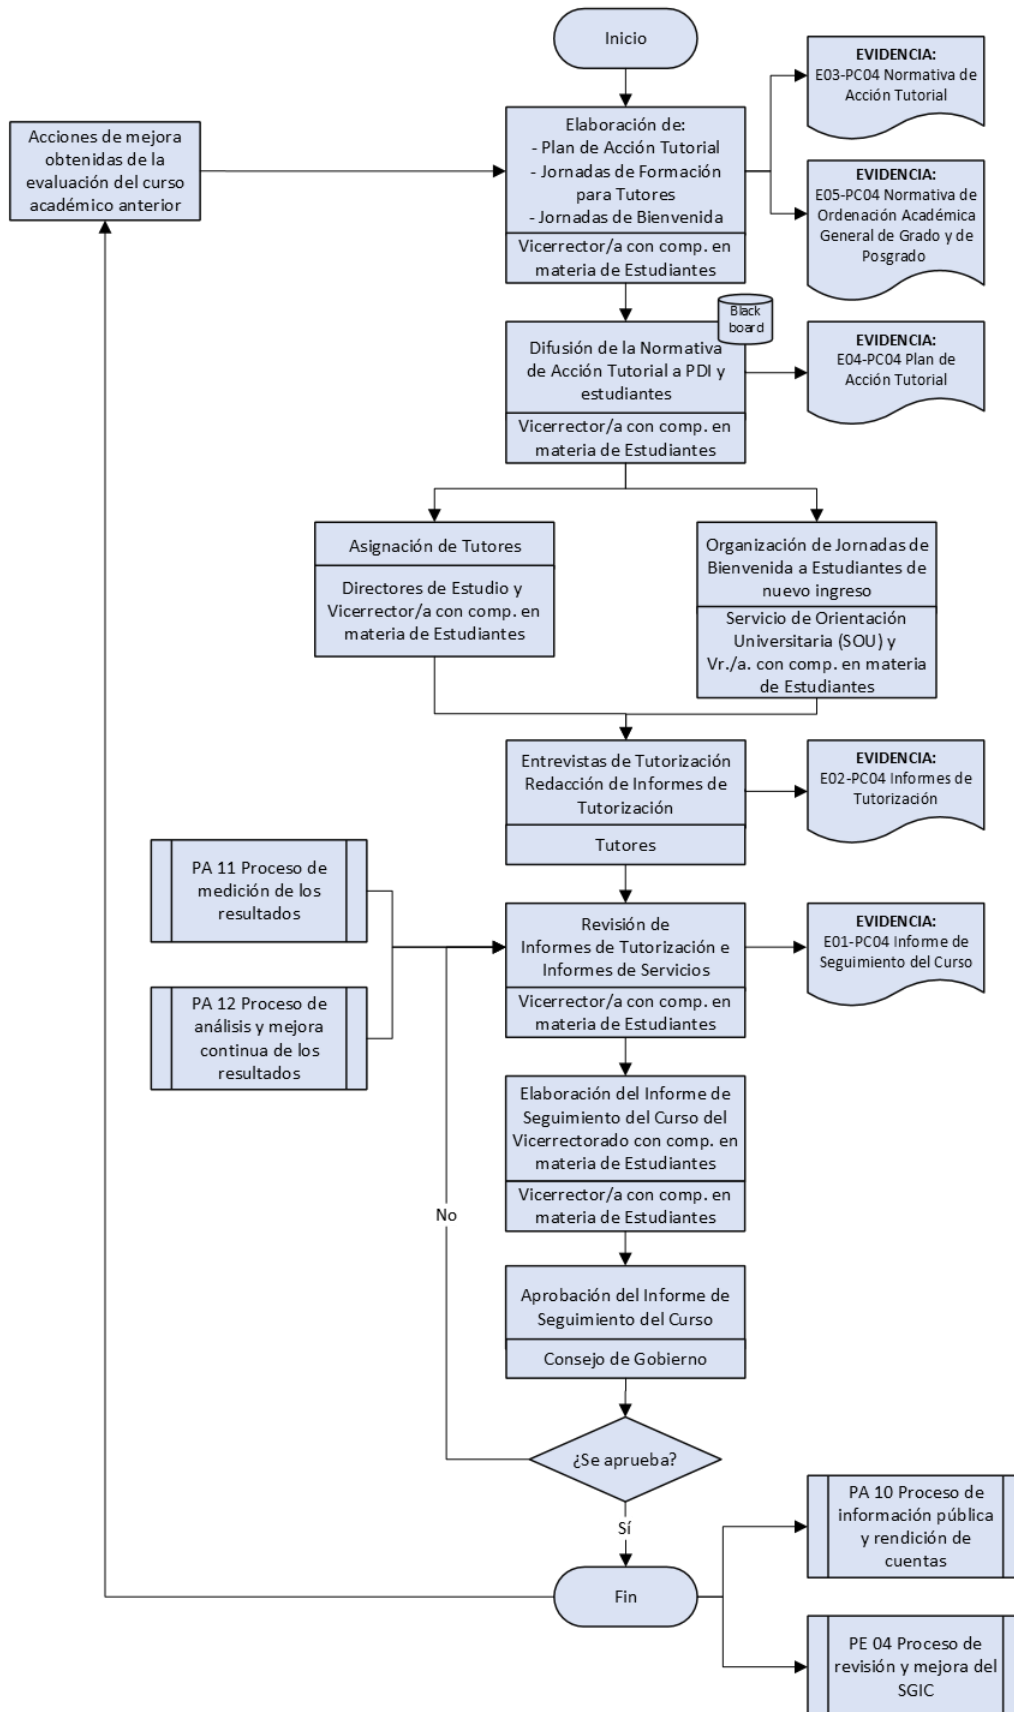 Inicio
EVIDENCIA:
E03-PC04 Normativa de
Acción Tutorial
Acciones de mejora
obtenidas de la
evaluación del curso
académico anterior
Elaboración de:
- Plan de Acción Tutorial
- Jornadas de Formación
para Tutores
- Jornadas de Bienvenida
Vicerrector/a con comp. en
materia de Estudiantes
EVIDENCIA:
E05-PC04 Normativa de
Ordenación Académica
General de Grado y de
Posgrado
Black
board
Difusión de la Normativa
de Acción Tutorial a PDI y
estudiantes
Vicerrector/a con comp. en
materia de Estudiantes
EVIDENCIA:
E04-PC04 Plan de
Acción Tutorial
Asignación de Tutores
Directores de Estudio y
Vicerrector/a con comp. en
materia de Estudiantes
Organización de Jornadas de
Bienvenida a Estudiantes de
nuevo ingreso
Servicio de Orientación
Universitaria (SOU) y
Vr./a. con comp. en materia
de Estudiantes
Entrevistas de Tutorización
Redacción de Informes de
Tutorización
Tutores
EVIDENCIA:
E02-PC04 Informes de
Tutorización
PA 11 Proceso de
medición de los
resultados
PA 12 Proceso de
análisis y mejora
continua de los
resultados
Revisión de
Informes de Tutorización e
Informes de Servicios
Vicerrector/a con comp. en
materia de Estudiantes
EVIDENCIA:
E01-PC04 Informe de
Seguimiento del Curso
Elaboración del Informe de
Seguimiento del Curso del
Vicerrectorado con comp. en
materia de Estudiantes
Vicerrector/a con comp. en
materia de Estudiantes
No
Aprobación del Informe de
Seguimiento del Curso
Consejo de Gobierno
¿Se aprueba?
Sí
Fin
PA 10 Proceso de
información pública
y rendición de
cuentas
PE 04 Proceso de
revisión y mejora del
SGIC